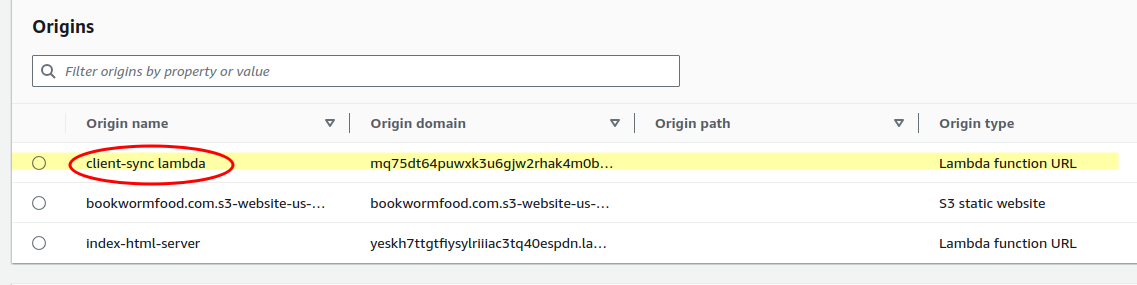 Origins
Filter origins by property or value
Origin name Origin domain Origin path Origin type
client-sync lambda mq75dt64puwxk3u6gjw2rhak4m0b... Lambda function URL
bookwormfood.com.s3-website-us-... bookwormfood.com.s3-website-us-... S3 static website
index-html-server yeskh7ttgtfiysylriiiac3tq40espdn.la... Lambda function URL